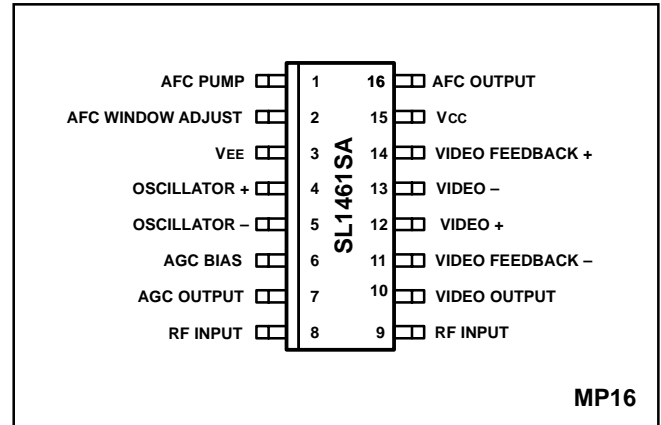 AFC PUMP 1 16 AFC OUTPUT
AFC WINDOW ADJUST 2 15 VCC
VEE 3 14 VIDEO FEEDBACK +
OSCILLATOR + 4 13 VIDEO –
OSCILLATOR – 5 12 VIDEO +
AGC BIAS 6 11 VIDEO FEEDBACK –
AGC OUTPUT 7 10 VIDEO OUTPUT
RF INPUT 8 9 RF INPUT
SL1461SA
MP16